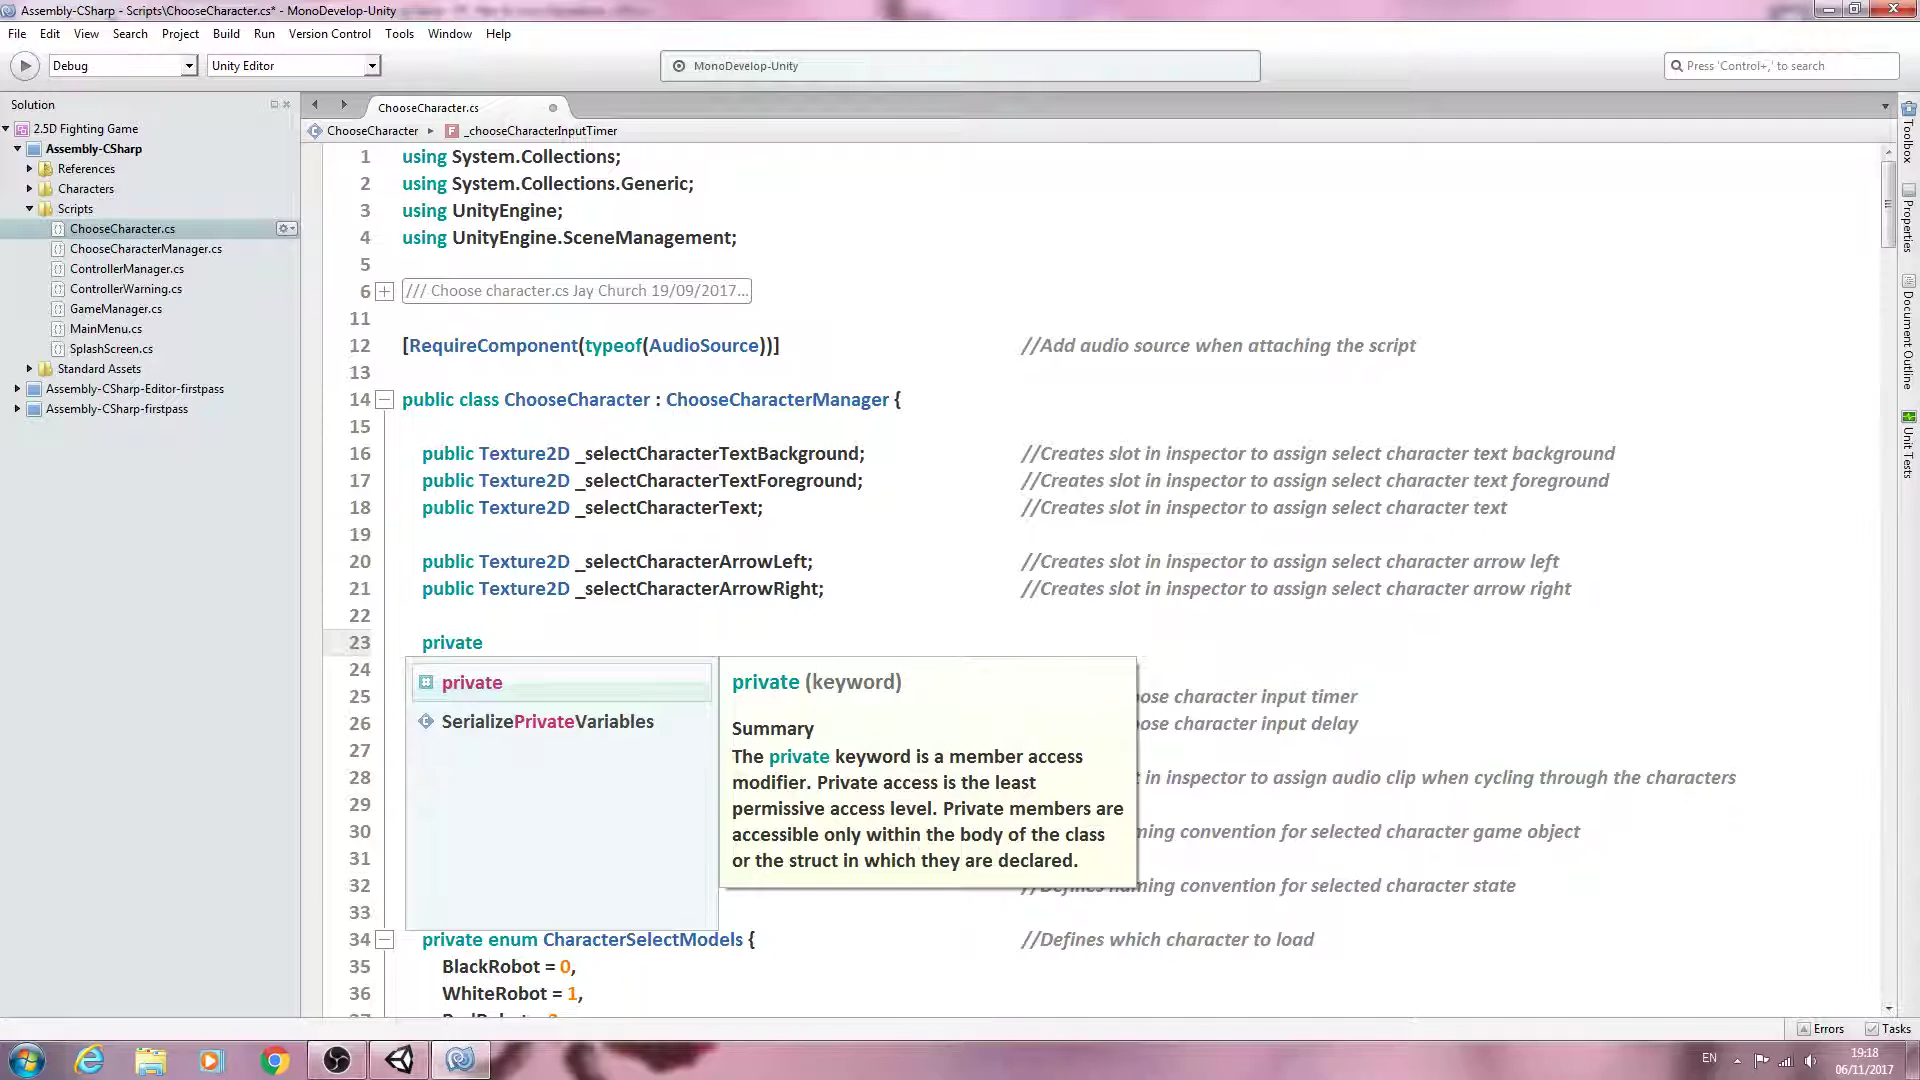 Assembly-CSharp - Scripts\ChooseCharacter.cs* - MonoDevelop-Unity
File Edit View Search Project Build Run Version Control Tools Window Help
Debug Unity Editor MonoDevelop-Unity Press 'Control+,' to search
Solution
2.5D Fighting Game
Assembly-CSharp
References
Characters
Scripts
ChooseCharacter.cs
ChooseCharacterManager.cs
ControllerManager.cs
ControllerWarning.cs
GameManager.cs
MainMenu.cs
SplashScreen.cs
Standard Assets
Assembly-CSharp-Editor-firstpass
Assembly-CSharp-firstpass
ChooseCharacter.cs
ChooseCharacter _chooseCharacterInputTimer
1 using System.Collections;
2 using System.Collections.Generic;
3 using UnityEngine;
4 using UnityEngine.SceneManagement;
5
6 /// Choose character.cs Jay Church 19/09/2017...
11
12 [RequireComponent(typeof(AudioSource))] //Add audio source when attaching the script
13
14 public class ChooseCharacter : ChooseCharacterManager {
15
16 public Texture2D _selectCharacterTextBackground; //Creates slot in inspector to assign select character text background
17 public Texture2D _selectCharacterTextForeground; //Creates slot in inspector to assign select character text foreground
18 public Texture2D _selectCharacterText; //Creates slot in inspector to assign select character text
19
20 public Texture2D _selectCharacterArrowLeft; //Creates slot in inspector to assign select character arrow left
21 public Texture2D _selectCharacterArrowRight; //Creates slot in inspector to assign select character arrow right
22
23 private
24
25 ose character input timer
26 ose character input delay
27
28 t in inspector to assign audio clip when cycling through the characters
29
30 ming convention for selected character game object
31
32 //Defines naming convention for selected character state
33
34 private enum CharacterSelectModels { //Defines which character to load
35 BlackRobot = 0,
36 WhiteRobot = 1,
private
SerializePrivateVariables
private (keyword)
Summary
The private keyword is a member access
modifier. Private access is the least
permissive access level. Private members are
accessible only within the body of the class
or the struct in which they are declared.
Toolbox
Properties
Document Outline
Unit Tests
Errors Tasks
EN
19:18
06/11/2017